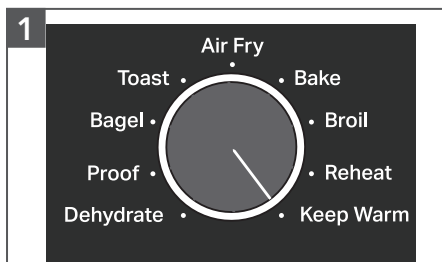 1
Air Fry
Toast Bake
Bagel Broil
Proof Reheat
Dehydrate Keep Warm